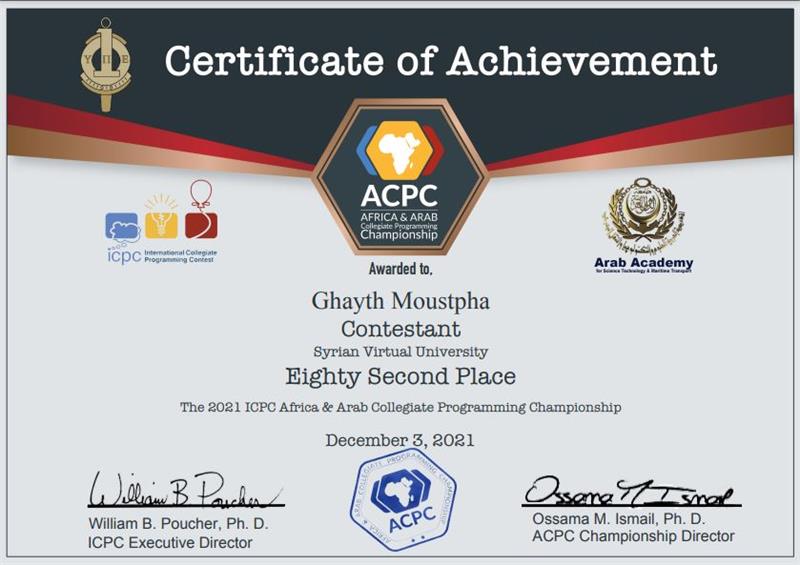 Υ Π Ε
Certificate of Achievement
ACPC
AFRICA & ARAB
Collegiate Programming
Championship
icpc International Collegiate
Programming Contest
Arab Academy
for Science Technology & Maritime Transport
Awarded to,
Ghayth Moustpha
Contestant
Syrian Virtual University
Eighty Second Place
The 2021 ICPC Africa & Arab Collegiate Programming Championship
December 3, 2021
AFRICA & ARAB COLLEGIATE PROGRAMMING CHAMPIONSHIP
ACPC
William B. Poucher
William B. Poucher, Ph. D.
ICPC Executive Director
Ossama M Ismail
Ossama M. Ismail, Ph. D.
ACPC Championship Director